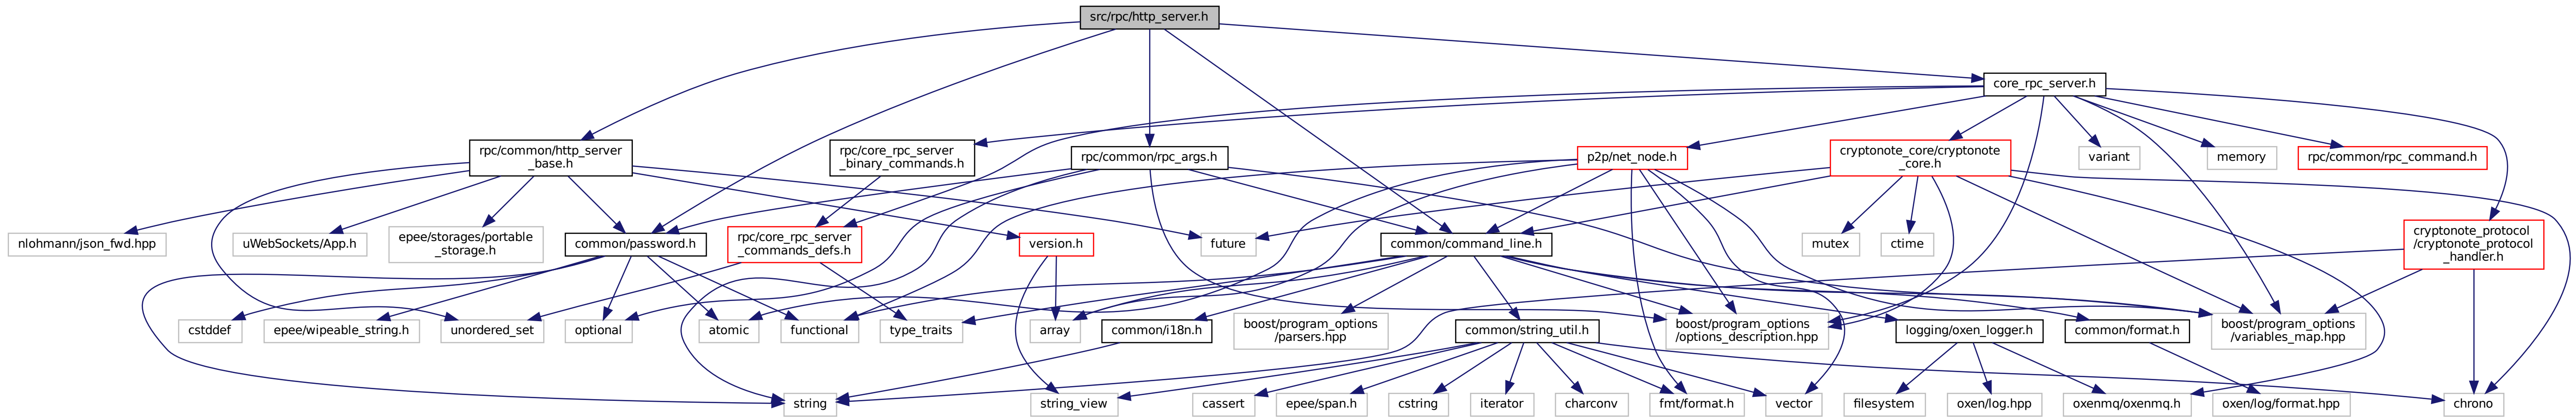 src/rpc/http_server.h
core_rpc_server.h
rpc/common/http_server
_base.h
rpc/core_rpc_server
_binary_commands.h
rpc/common/rpc_args.h
p2p/net_node.h
cryptonote_core/cryptonote
_core.h
variant
memory
rpc/common/rpc_command.h
nlohmann/json_fwd.hpp
uWebSockets/App.h
epee/storages/portable
_storage.h
common/password.h
rpc/core_rpc_server
_commands_defs.h
version.h
future
common/command_line.h
mutex
ctime
cryptonote_protocol
/cryptonote_protocol
_handler.h
cstddef
epee/wipeable_string.h
unordered_set
optional
atomic
functional
type_traits
array
common/i18n.h
boost/program_options
/parsers.hpp
common/string_util.h
boost/program_options
/options_description.hpp
logging/oxen_logger.h
common/format.h
boost/program_options
/variables_map.hpp
string
string_view
cassert
epee/span.h
cstring
iterator
charconv
fmt/format.h
vector
filesystem
oxen/log.hpp
oxenmq/oxenmq.h
oxen/log/format.hpp
chrono